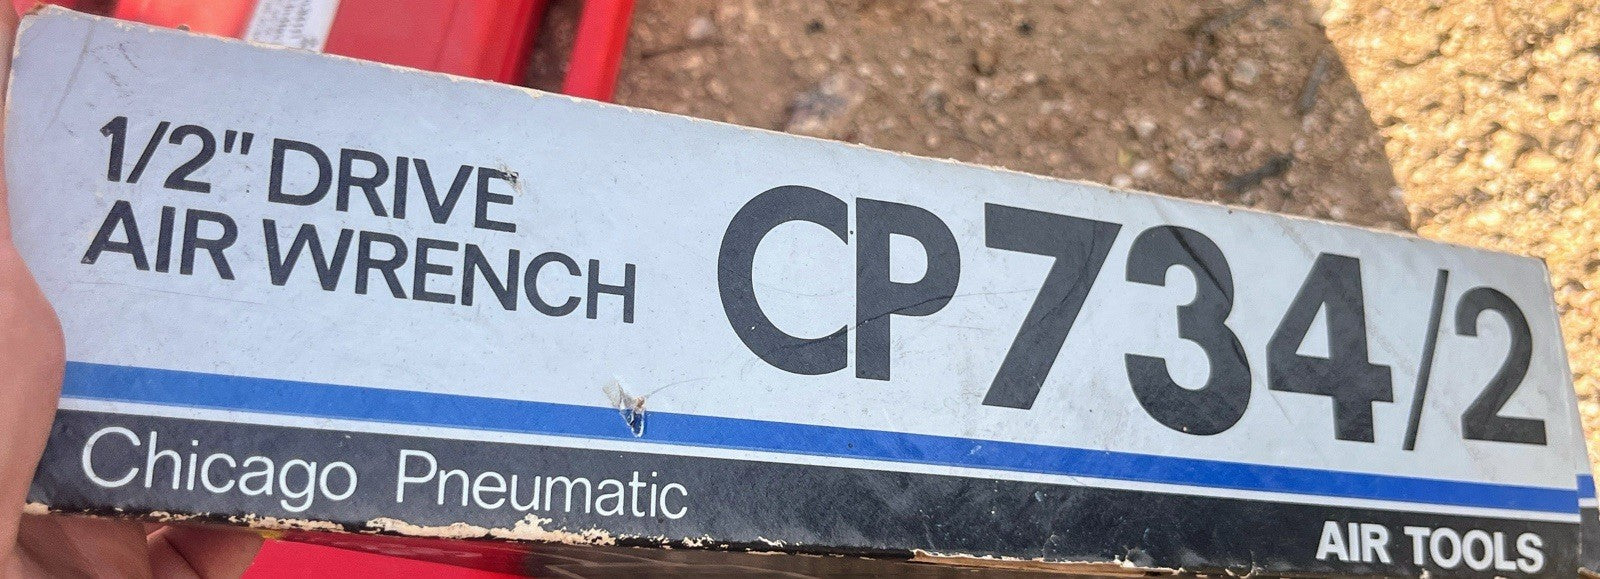 1/2" DRIVE
AIR WRENCH
CP734/2
Chicago Pneumatic
AIR TOOLS